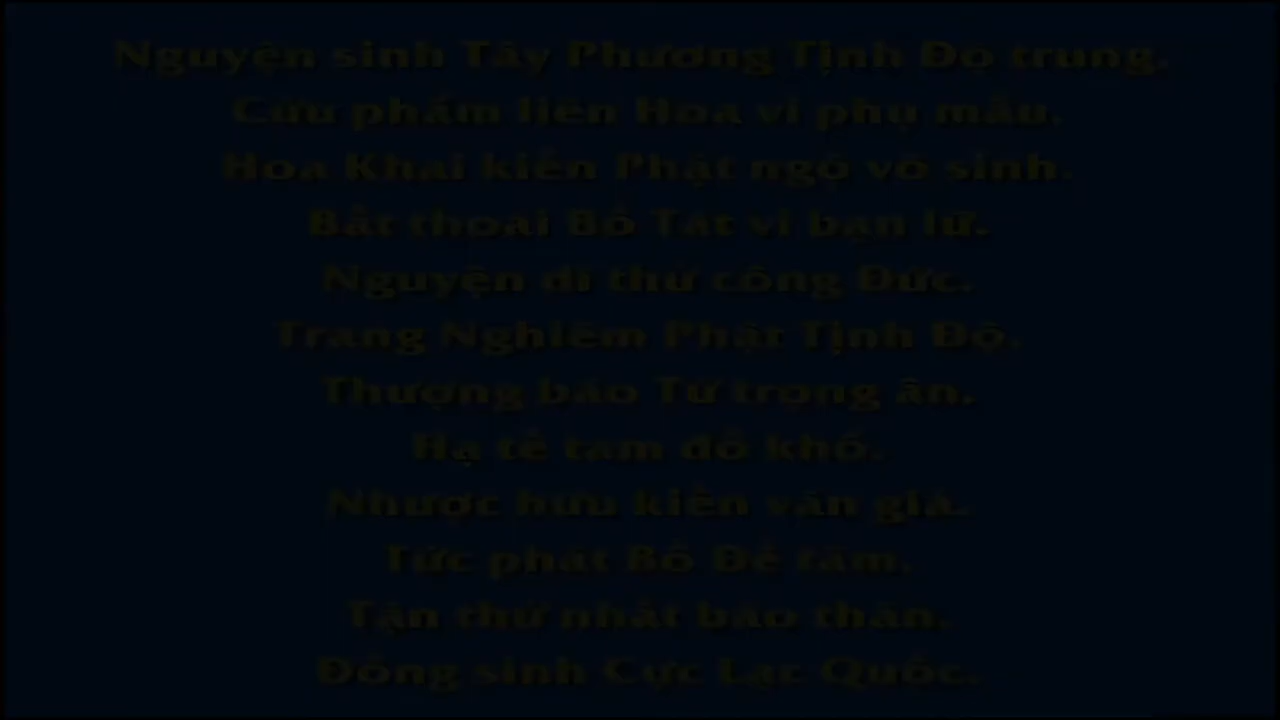 Nguyện sinh Tây Phương Tịnh Độ trung.
Cửu phẩm liên Hoa vi phụ mẫu.
Hoa Khai kiến Phật ngộ vô sinh.
Bất thoái Bồ Tát vi bạn lữ.
Nguyện dĩ thử công Đức.
Trang Nghiêm Phật Tịnh Độ.
Thượng báo Tứ trọng ân.
Hạ tế tam đồ khổ.
Nhược hữu kiến văn giả.
Tức phát Bồ Đề tâm.
Tận thử nhất báo thân.
Đồng sinh Cực Lạc Quốc.